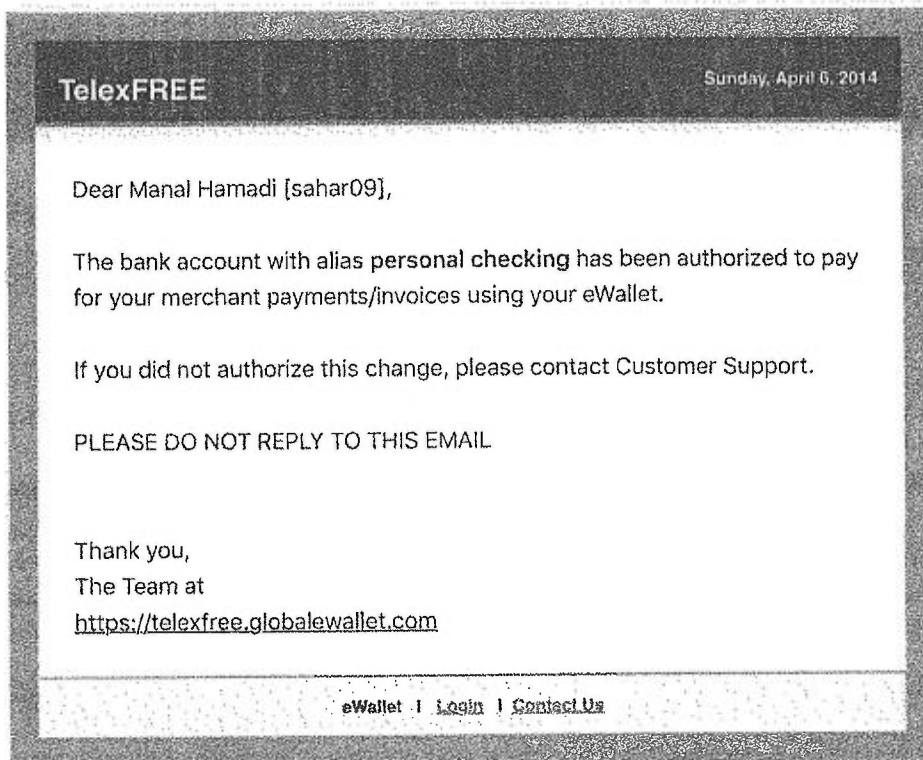 TelexFREE
Sunday, April 6, 2014
Dear Manal Hamadi [sahar09],
The bank account with alias personal checking has been authorized to pay
for your merchant payments/invoices using your eWallet.
If you did not authorize this change, please contact Customer Support.
PLEASE DO NOT REPLY TO THIS EMAIL
Thank you,
The Team at
https://telexfree.globalewallet.com
eWallet | Login | Contact Us